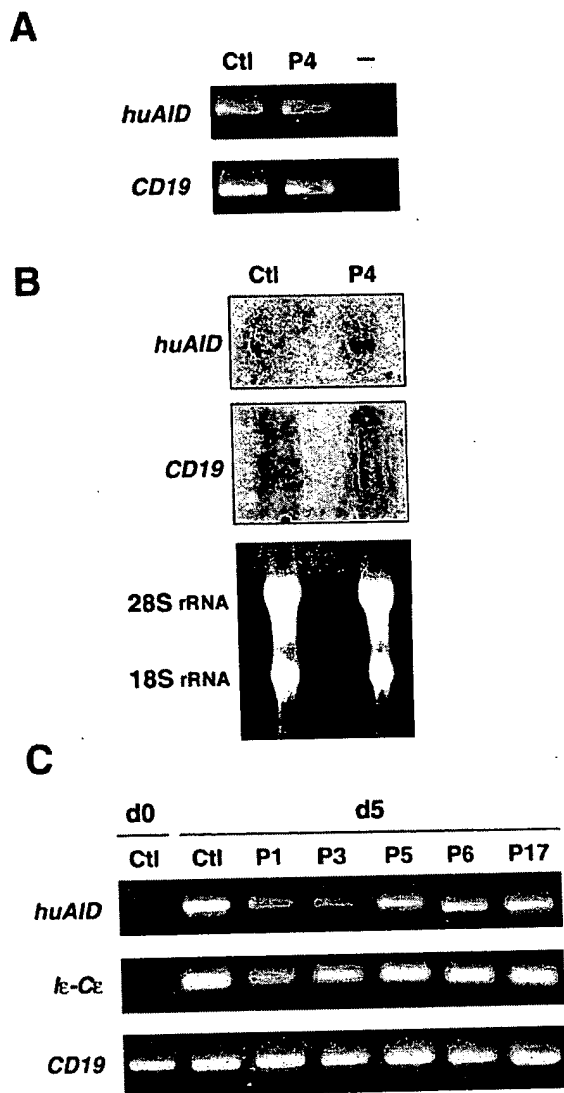 A
Ctl P4 –
huAID
CD19
B
Ctl P4
huAID
CD19
28S rRNA
18S rRNA
C
d0 d5
Ctl Ctl P1 P3 P5 P6 P17
huAID
Iε-Cε
CD19